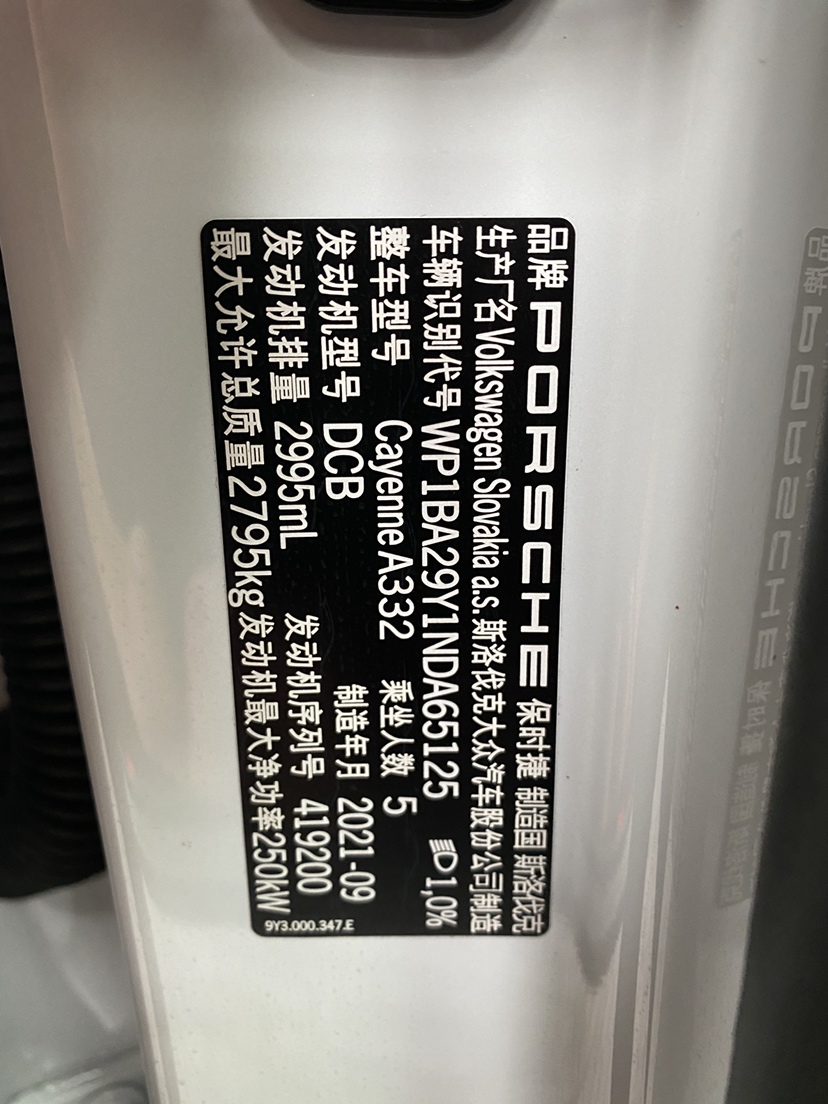 品牌 PORSCHE 保时捷 制造国 斯洛伐克
生产厂名 Volkswagen Slovakia a.s. 斯洛伐克大众汽车股份公司制造
车辆识别代号 WP1BA29Y1NDA65125 1,0%
整车型号 Cayenne A332 乘坐人数 5
发动机型号 DCB 制造年月 2021-09
发动机排量 2995mL 发动机序列号 419200
最大允许总质量 2795kg 发动机最大净功率 250kW
9Y3.000.347.E